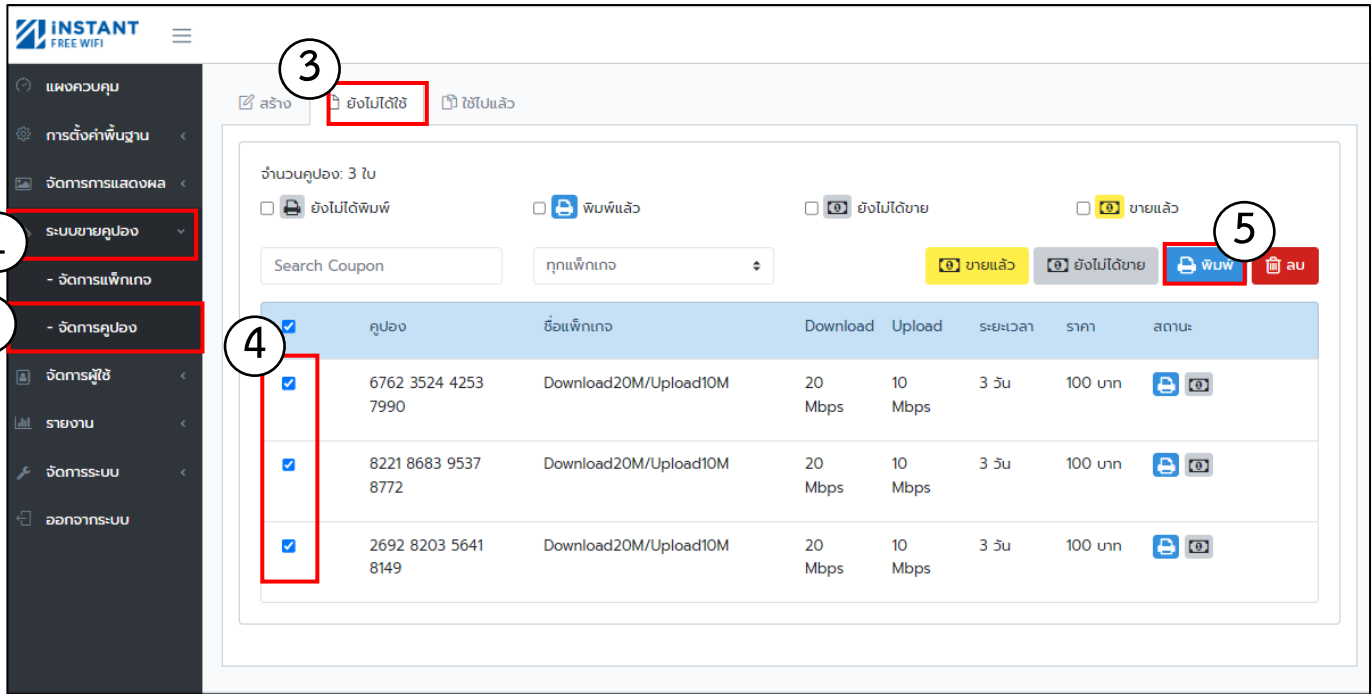 INSTANT
FREE WIFI
3
แผงควบคุม
การตั้งค่าพื้นฐาน
จัดการการแสดงผล
ระบบขายคูปอง
- จัดการแพ็กเกจ
- จัดการคูปอง
จัดการผู้ใช้
รายงาน
จัดการระบบ
ออกจากระบบ
สร้าง ยังไม่ได้ใช้ ใช้ไปแล้ว
จำนวนคูปอง: 3 ใบ
ยังไม่ได้พิมพ์ พิมพ์แล้ว ยังไม่ได้ขาย ขายแล้ว
5
Search Coupon ทุกแพ็กเกจ ขายแล้ว ยังไม่ได้ขาย พิมพ์ ลบ
คูปอง ชื่อแพ็กเกจ Download Upload ระยะเวลา ราคา สถานะ
4
6762 3524 4253 Download20M/Upload10M 20 10 3 วัน 100 บาท
7990 Mbps Mbps
8221 8683 9537 Download20M/Upload10M 20 10 3 วัน 100 บาท
8772 Mbps Mbps
2692 8203 5641 Download20M/Upload10M 20 10 3 วัน 100 บาท
8149 Mbps Mbps